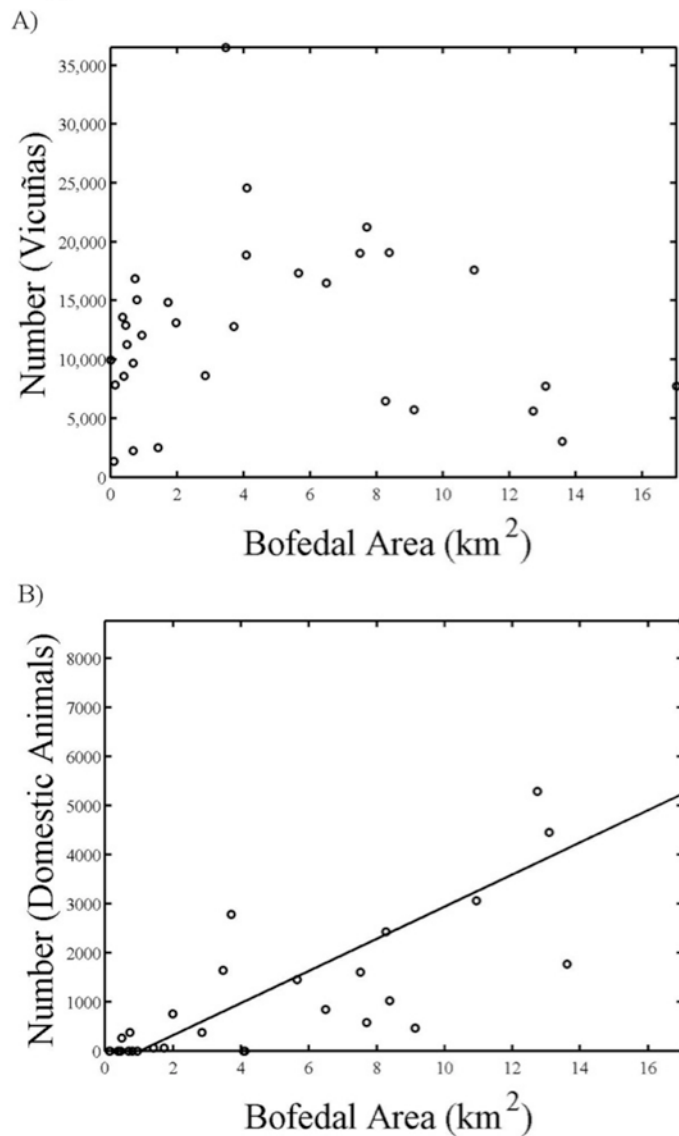 A)
35,000
30,000
25,000
20,000
15,000
10,000
5,000
0
Number (Vicuñas)
0 2 4 6 8 10 12 14 16
Bofedal Area (km²)
B)
8000
7000
6000
5000
4000
3000
2000
1000
0
Number (Domestic Animals)
0 2 4 6 8 10 12 14 16
Bofedal Area (km²)